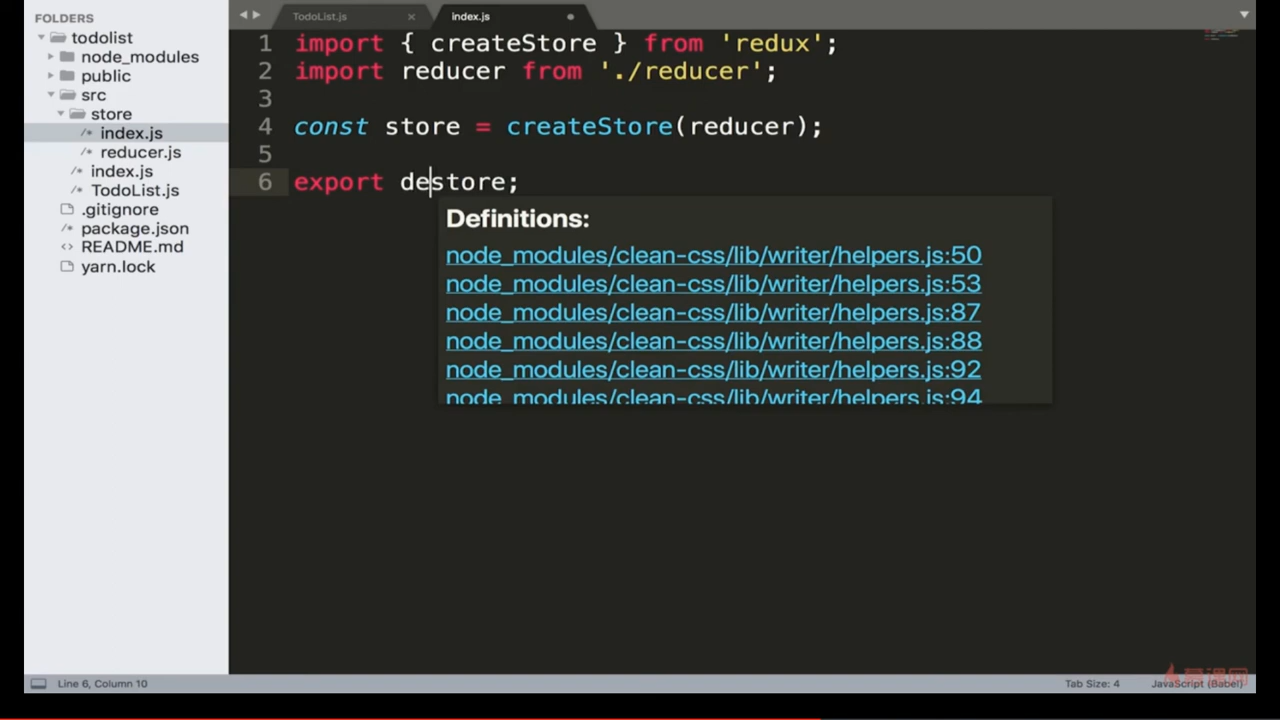 FOLDERS
todolist
node_modules
public
src
store
index.js
reducer.js
index.js
TodoList.js
.gitignore
package.json
README.md
yarn.lock
TodoList.js
index.js
1 import { createStore } from 'redux';
2 import reducer from './reducer';
3
4 const store = createStore(reducer);
5
6 export destore;
Definitions:
node_modules/clean-css/lib/writer/helpers.js:50
node_modules/clean-css/lib/writer/helpers.js:53
node_modules/clean-css/lib/writer/helpers.js:87
node_modules/clean-css/lib/writer/helpers.js:88
node_modules/clean-css/lib/writer/helpers.js:92
node_modules/clean-css/lib/writer/helpers.js:94
慕课网
Line 6, Column 10
Tab Size: 4
JavaScript (Babel)